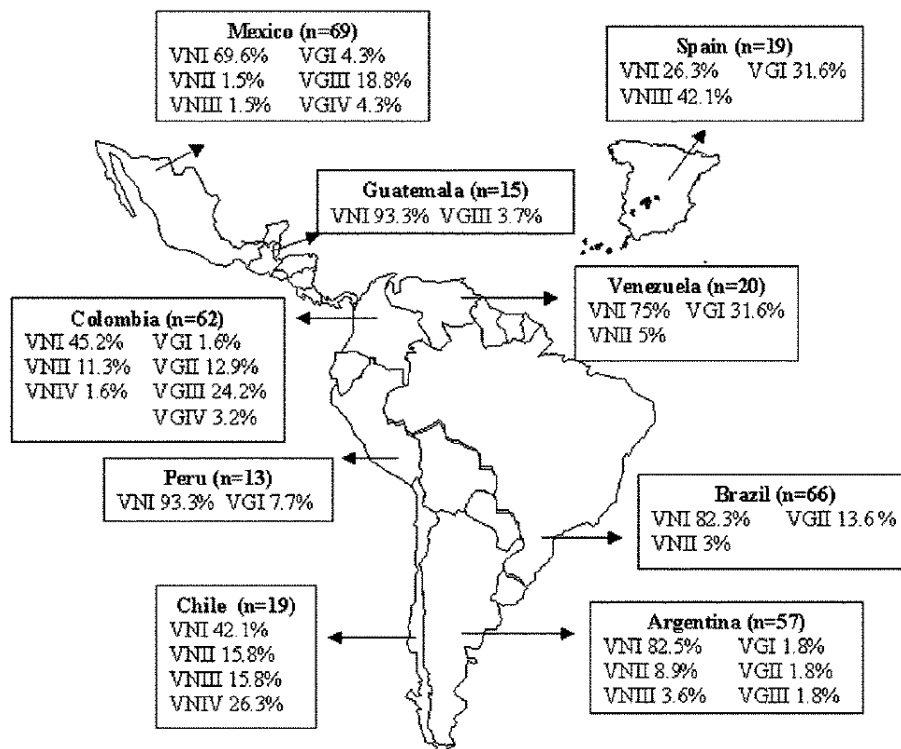 Mexico (n=69)
VNI 69.6% VGI 4.3%
VNII 1.5% VGIII 18.8%
VNIII 1.5% VGIV 4.3%
Spain (n=19)
VNI 26.3% VGI 31.6%
VNIII 42.1%
Guatemala (n=15)
VNI 93.3% VGIII 3.7%
Venezuela (n=20)
VNI 75% VGI 31.6%
VNII 5%
Colombia (n=62)
VNI 45.2% VGI 1.6%
VNII 11.3% VGII 12.9%
VNIV 1.6% VGIII 24.2%
VGIV 3.2%
Peru (n=13)
VNI 93.3% VGI 7.7%
Brazil (n=66)
VNI 82.3% VGII 13.6 %
VNII 3%
Chile (n=19)
VNI 42.1%
VNII 15.8%
VNIII 15.8%
VNIV 26.3%
Argentina (n=57)
VNI 82.5% VGI 1.8%
VNII 8.9% VGII 1.8%
VNIII 3.6% VGIII 1.8%